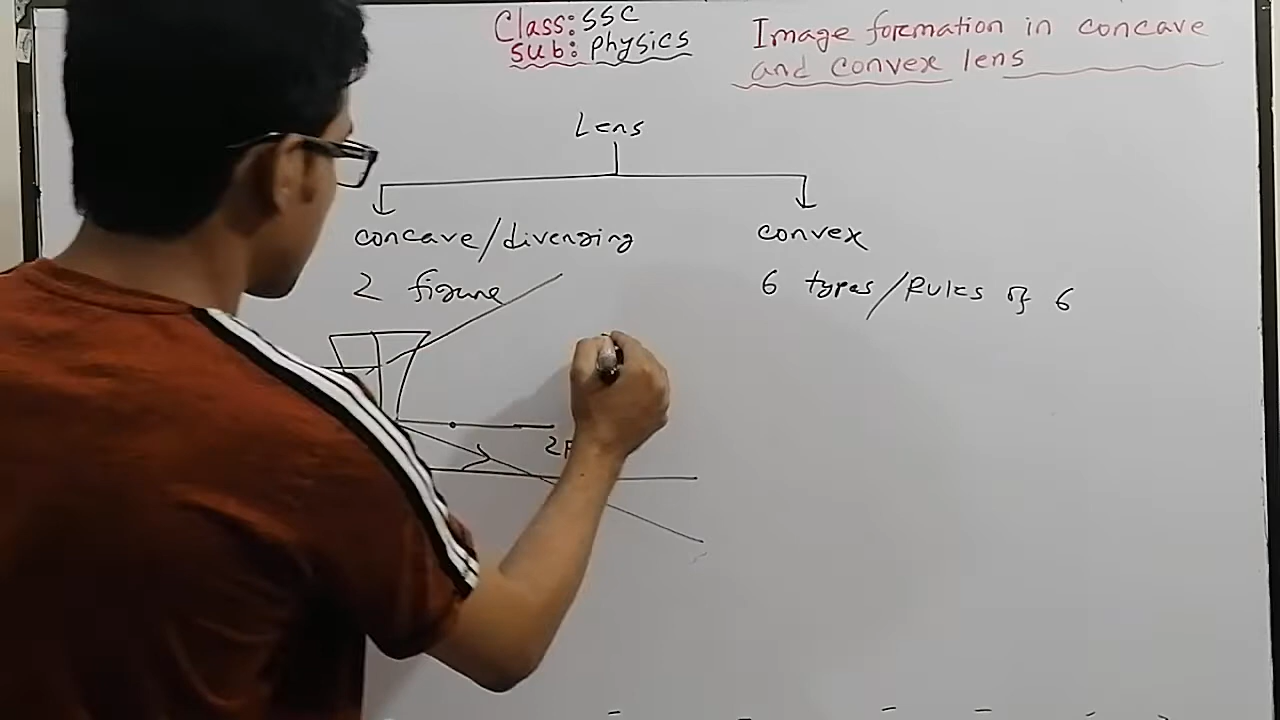 Class: SSC
Sub: Physics
Image formation in concave
and convex lens
Lens
concave/diverging
convex
2 figure
6 types/Rules of 6